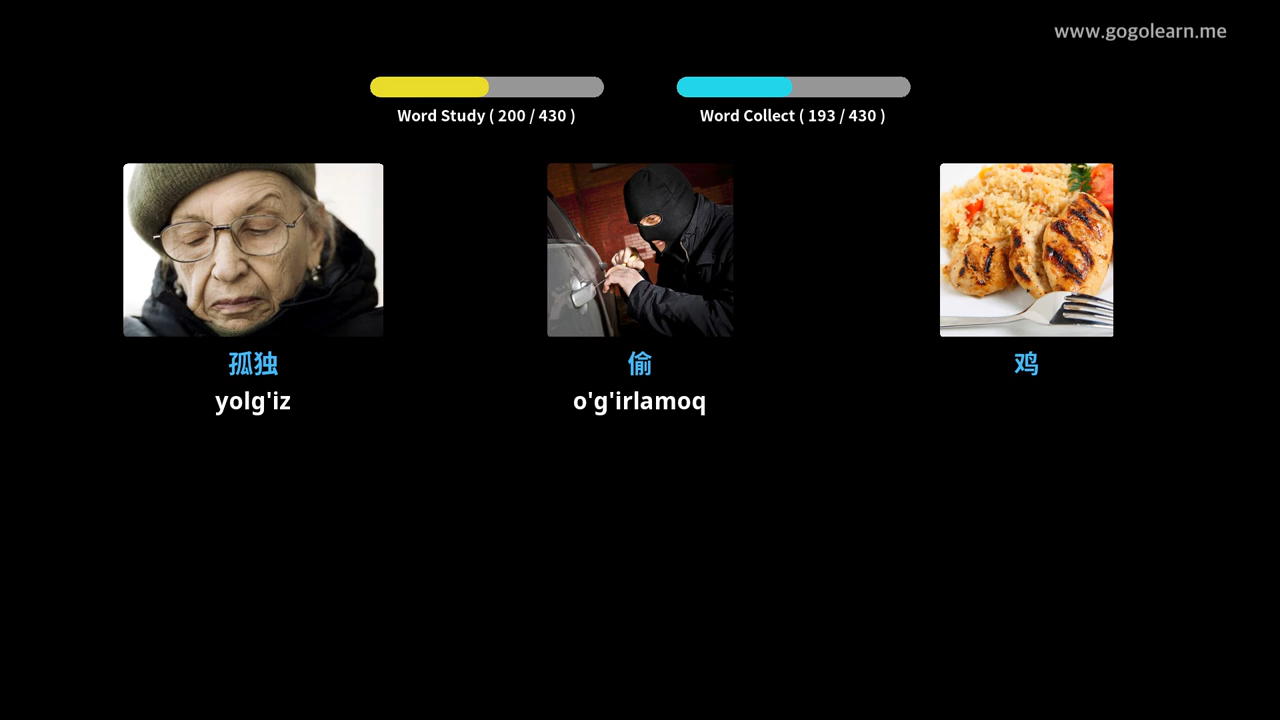 www.gogolearn.me
Word Study ( 200 / 430 )
Word Collect ( 193 / 430 )
孤独
偷
鸡
yolg'iz
o'g'irlamoq